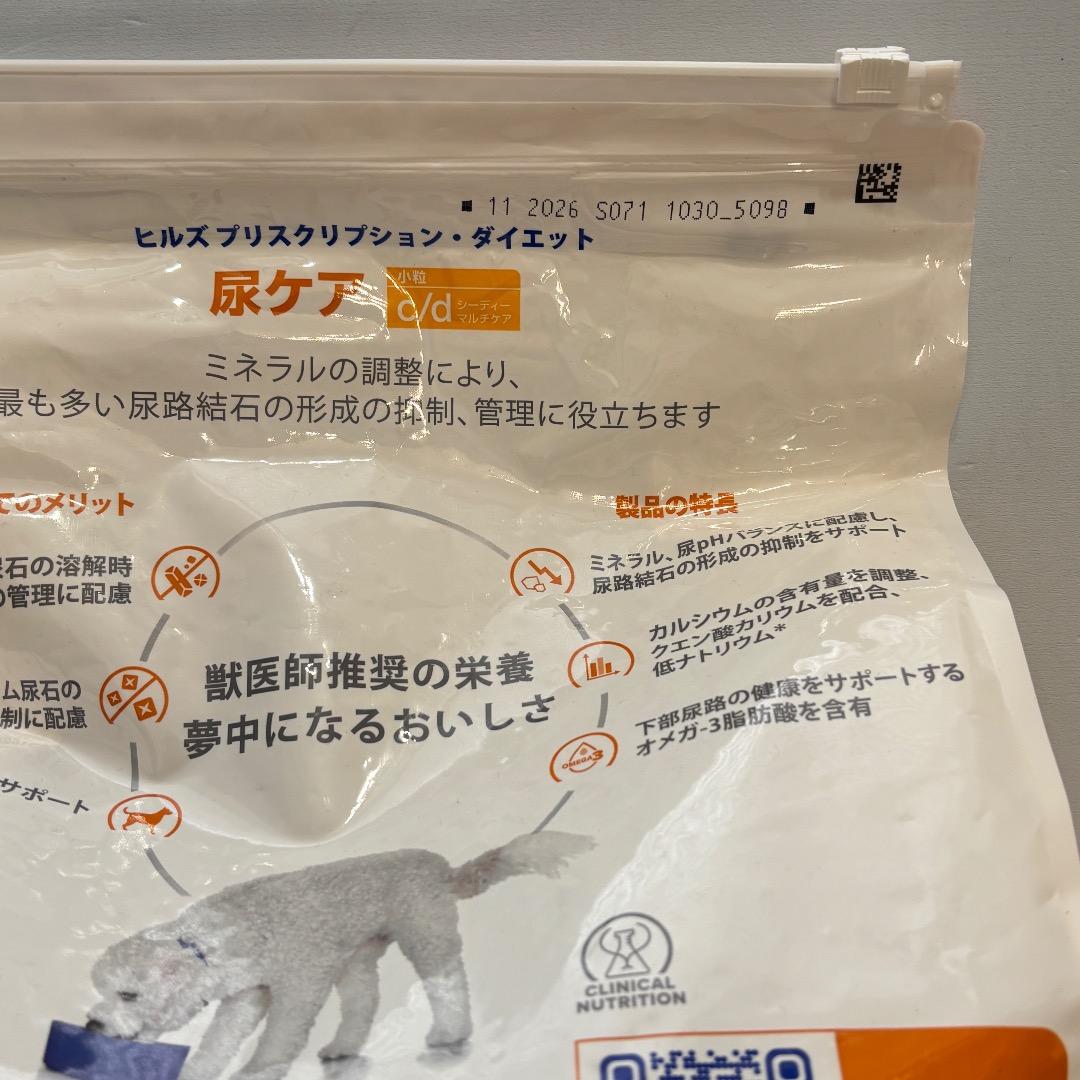 11 2026 S071 1030_5098
ヒルズ プリスクリプション・ダイエット
尿ケア
小粒
c/d
シーディー
マルチケア
ミネラルの調整により、
最も多い尿路結石の形成の抑制、管理に役立ちます
てのメリット
尿石の溶解時
の管理に配慮
ム尿石の
制に配慮
サポート
獣医師推奨の栄養
夢中になるおいしさ
製品の特長
ミネラル、尿pHバランスに配慮し、
尿路結石の形成の抑制をサポート
カルシウムの含有量を調整、
クエン酸カリウムを配合、
低ナトリウム*
下部尿路の健康をサポートする
オメガ-3脂肪酸を含有
OMEGA3
CLINICAL
NUTRITION